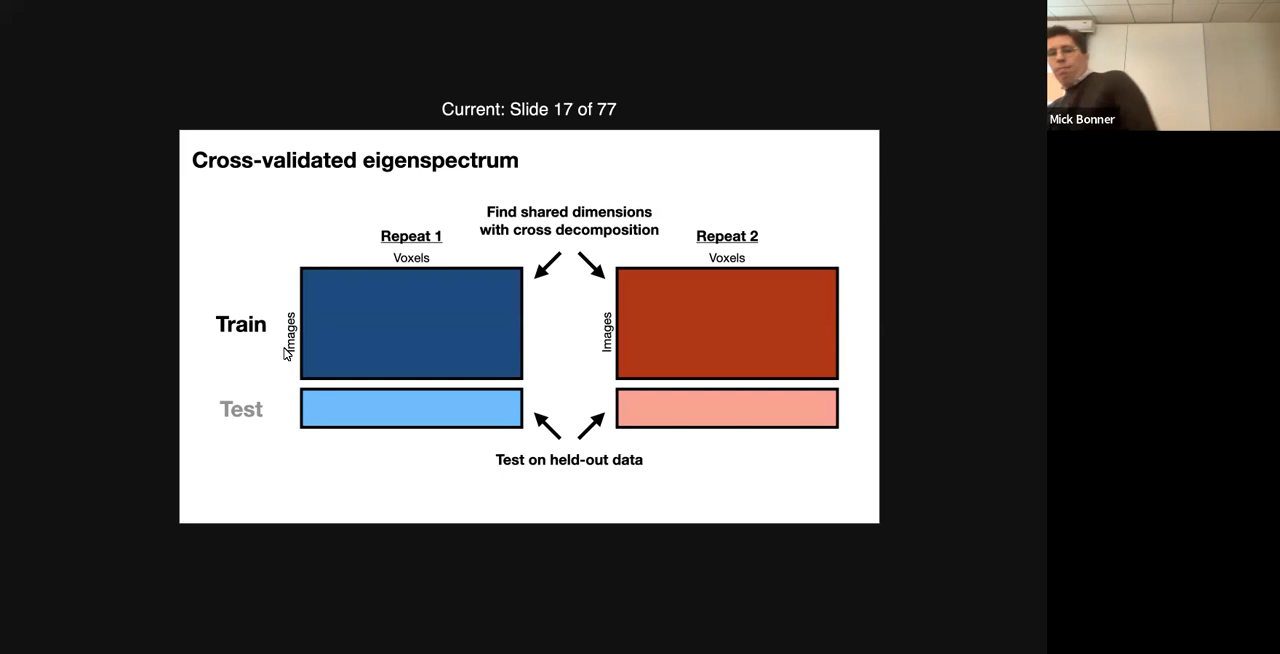 Current: Slide 17 of 77
Mick Bonner
Cross-validated eigenspectrum
Find shared dimensions
with cross decomposition
Repeat 1
Repeat 2
Voxels
Voxels
Train
Images
Images
Test
Test on held-out data